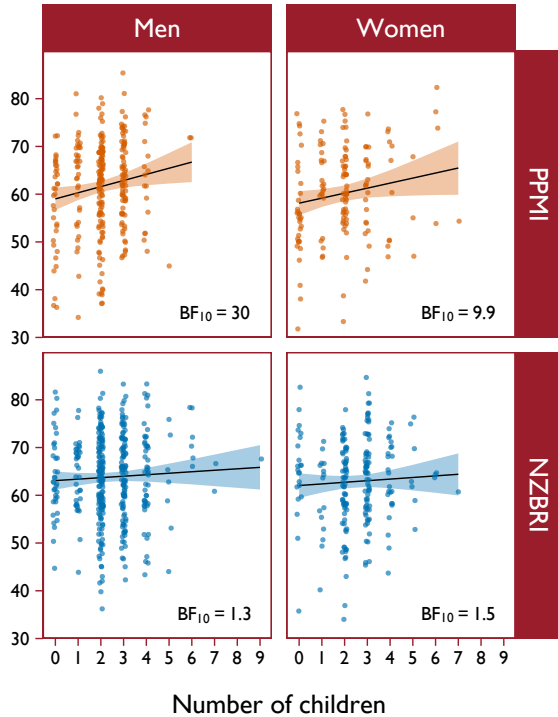 Men Women
80
70
60
50
40
30
BF₁₀ = 30
BF₁₀ = 9.9
PPMI
80
70
60
50
40
30
BF₁₀ = 1.3
BF₁₀ = 1.5
NZBRI
0 1 2 3 4 5 6 7 8 9
0 1 2 3 4 5 6 7 8 9
Number of children